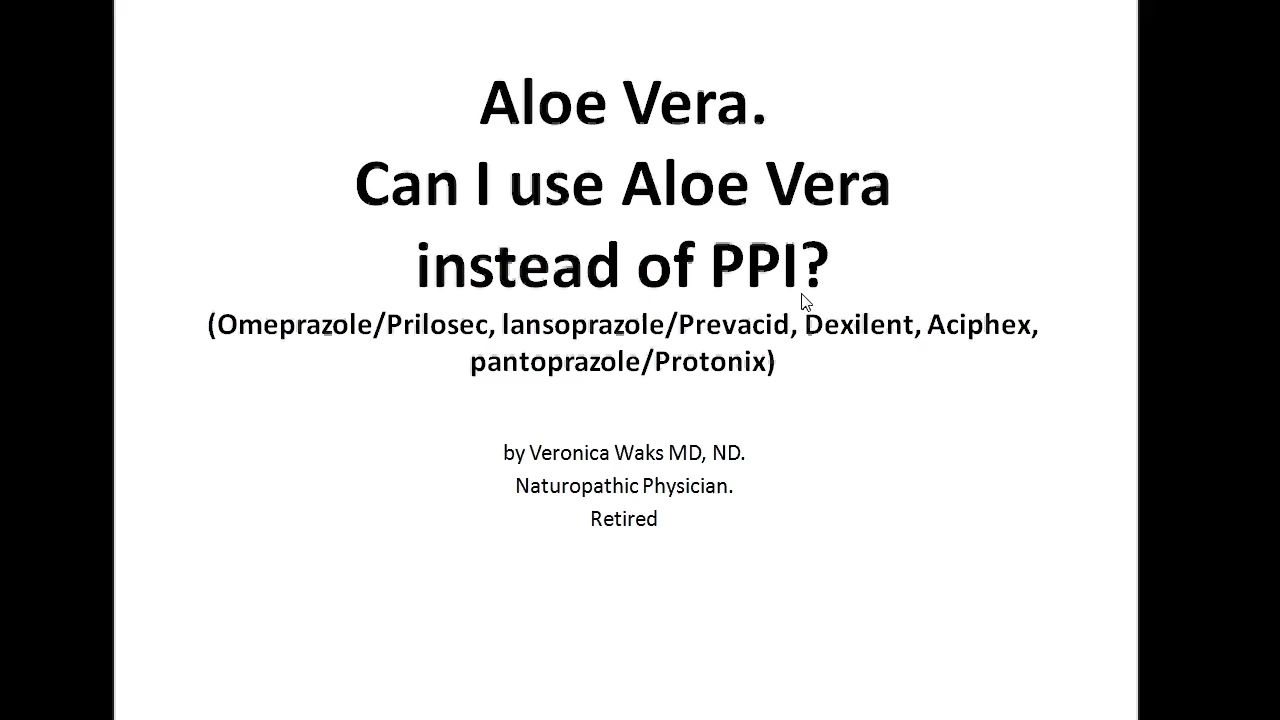 Aloe Vera.
Can I use Aloe Vera
instead of PPI?
(Omeprazole/Prilosec, lansoprazole/Prevacid, Dexilent, Aciphex,
pantoprazole/Protonix)
by Veronica Waks MD, ND.
Naturopathic Physician.
Retired